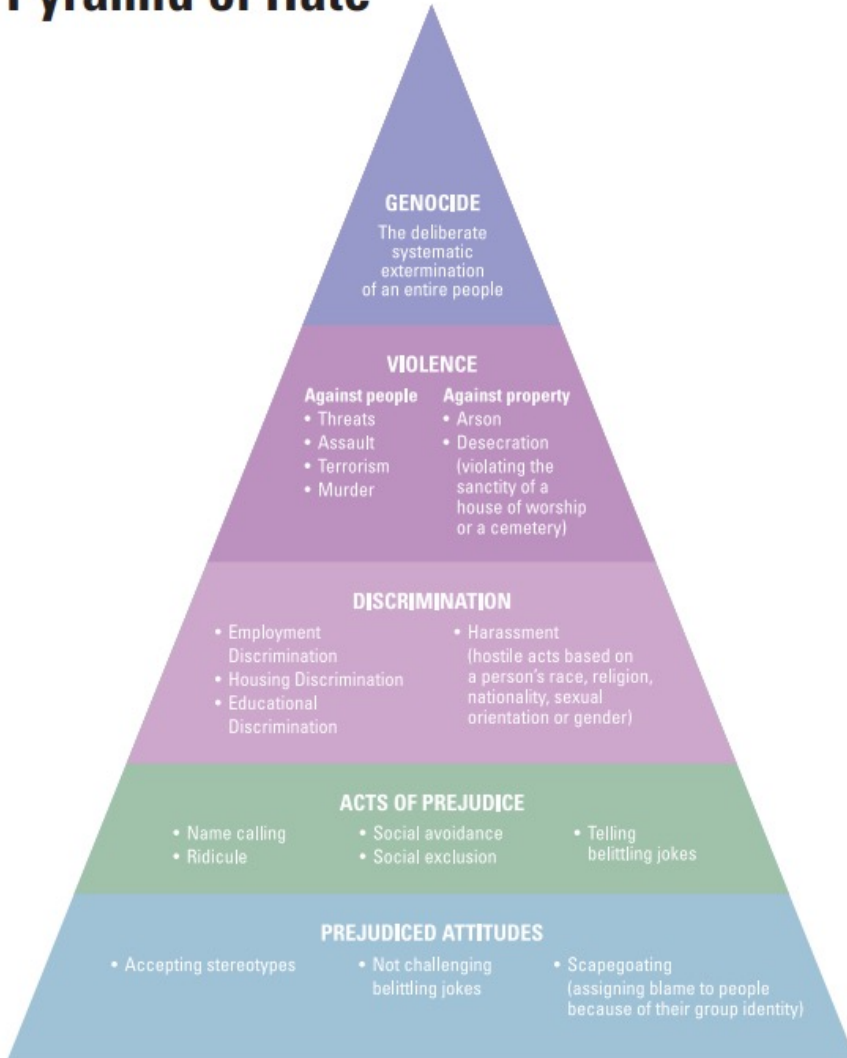 Pyramid of Hate
GENOCIDE
The deliberate
systematic
extermination
of an entire people
VIOLENCE
Against people
• Threats
• Assault
• Terrorism
• Murder
Against property
• Arson
• Desecration
(violating the
sanctity of a
house of worship
or a cemetery)
DISCRIMINATION
• Employment
Discrimination
• Housing Discrimination
• Educational
Discrimination
• Harassment
(hostile acts based on
a person's race, religion,
nationality, sexual
orientation or gender)
ACTS OF PREJUDICE
• Name calling
• Ridicule
• Social avoidance
• Social exclusion
• Telling
belittling jokes
PREJUDICED ATTITUDES
• Accepting stereotypes
• Not challenging
belittling jokes
• Scapegoating
(assigning blame to people
because of their group identity)